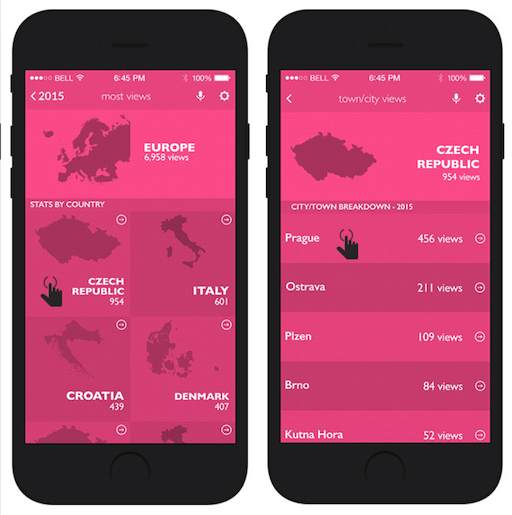 BELL 6:45 PM 100%
2015 most views
EUROPE
6,958 views
STATS BY COUNTRY
CZECH
REPUBLIC
954
ITALY
601
CROATIA
439
DENMARK
407
BELL 6:45 PM 100%
town/city views
CZECH
REPUBLIC
954 views
CITY/TOWN BREAKDOWN - 2015
Prague 456 views
Ostrava 211 views
Plzen 109 views
Brno 84 views
Kutna Hora 52 views